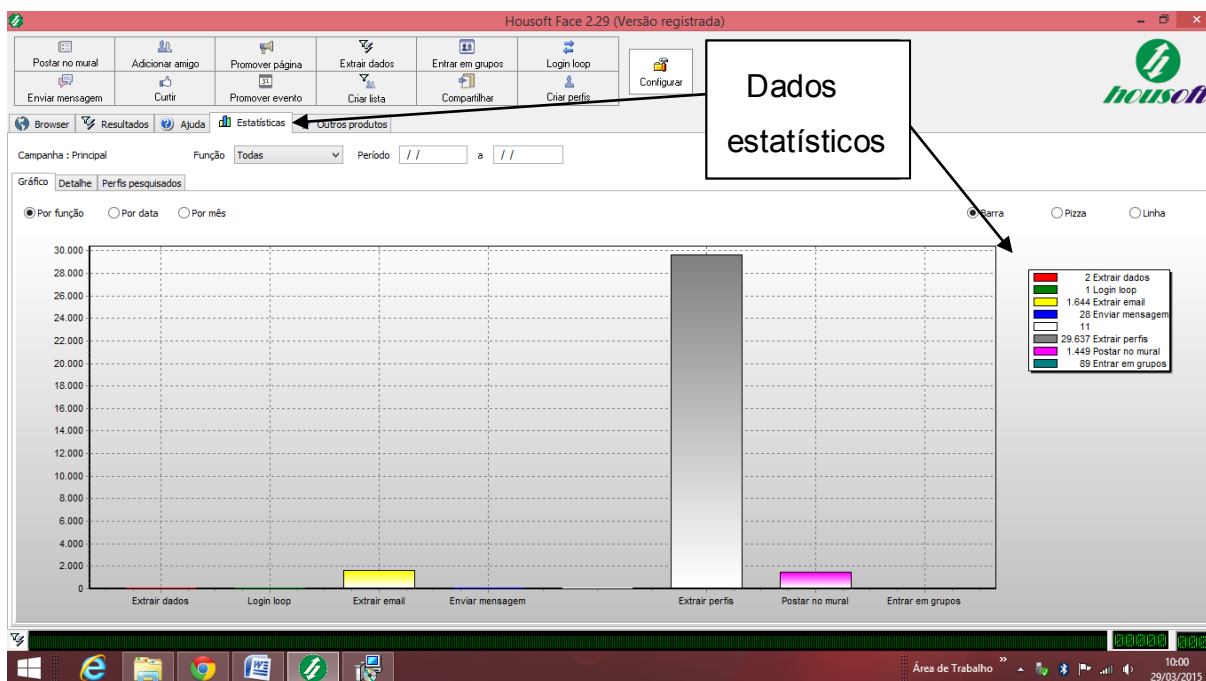 Housoft Face 2.29 (Versão registrada)
Postar no mural
Adicionar amigo
Promover página
Extrair dados
Entrar em grupos
Login loop
Enviar mensagem
Curtir
31
Promover evento
Criar lista
Compartilhar
Criar perfis
Configurar
housoft
Dados
estatísticos
Browser
Resultados
Ajuda
Estatísticas
Outros produtos
Campanha : Principal
Função Todas
Período / / a / /
Gráfico
Detalhe
Perfis pesquisados
Por função
Por data
Por mês
Barra
Pizza
Linha
30.000
28.000
26.000
24.000
22.000
20.000
18.000
16.000
14.000
12.000
10.000
8.000
6.000
4.000
2.000
0
Extrair dados
Login loop
Extrair email
Enviar mensagem
Extrair perfis
Postar no mural
Entrar em grupos
2 Extrair dados
1 Login loop
1.644 Extrair email
28 Enviar mensagem
11
29.637 Extrair perfis
1.449 Postar no mural
89 Entrar em grupos
Área de Trabalho
10:00
29/03/2015